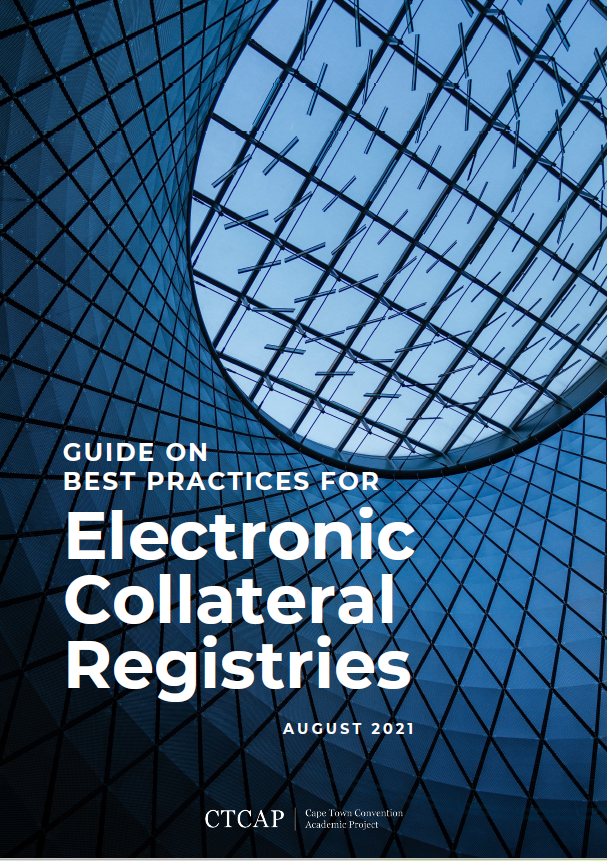 GUIDE ON
BEST PRACTICES FOR
Electronic
Collateral
Registries
AUGUST 2021
CTCAP
Cape Town Convention
Academic Project